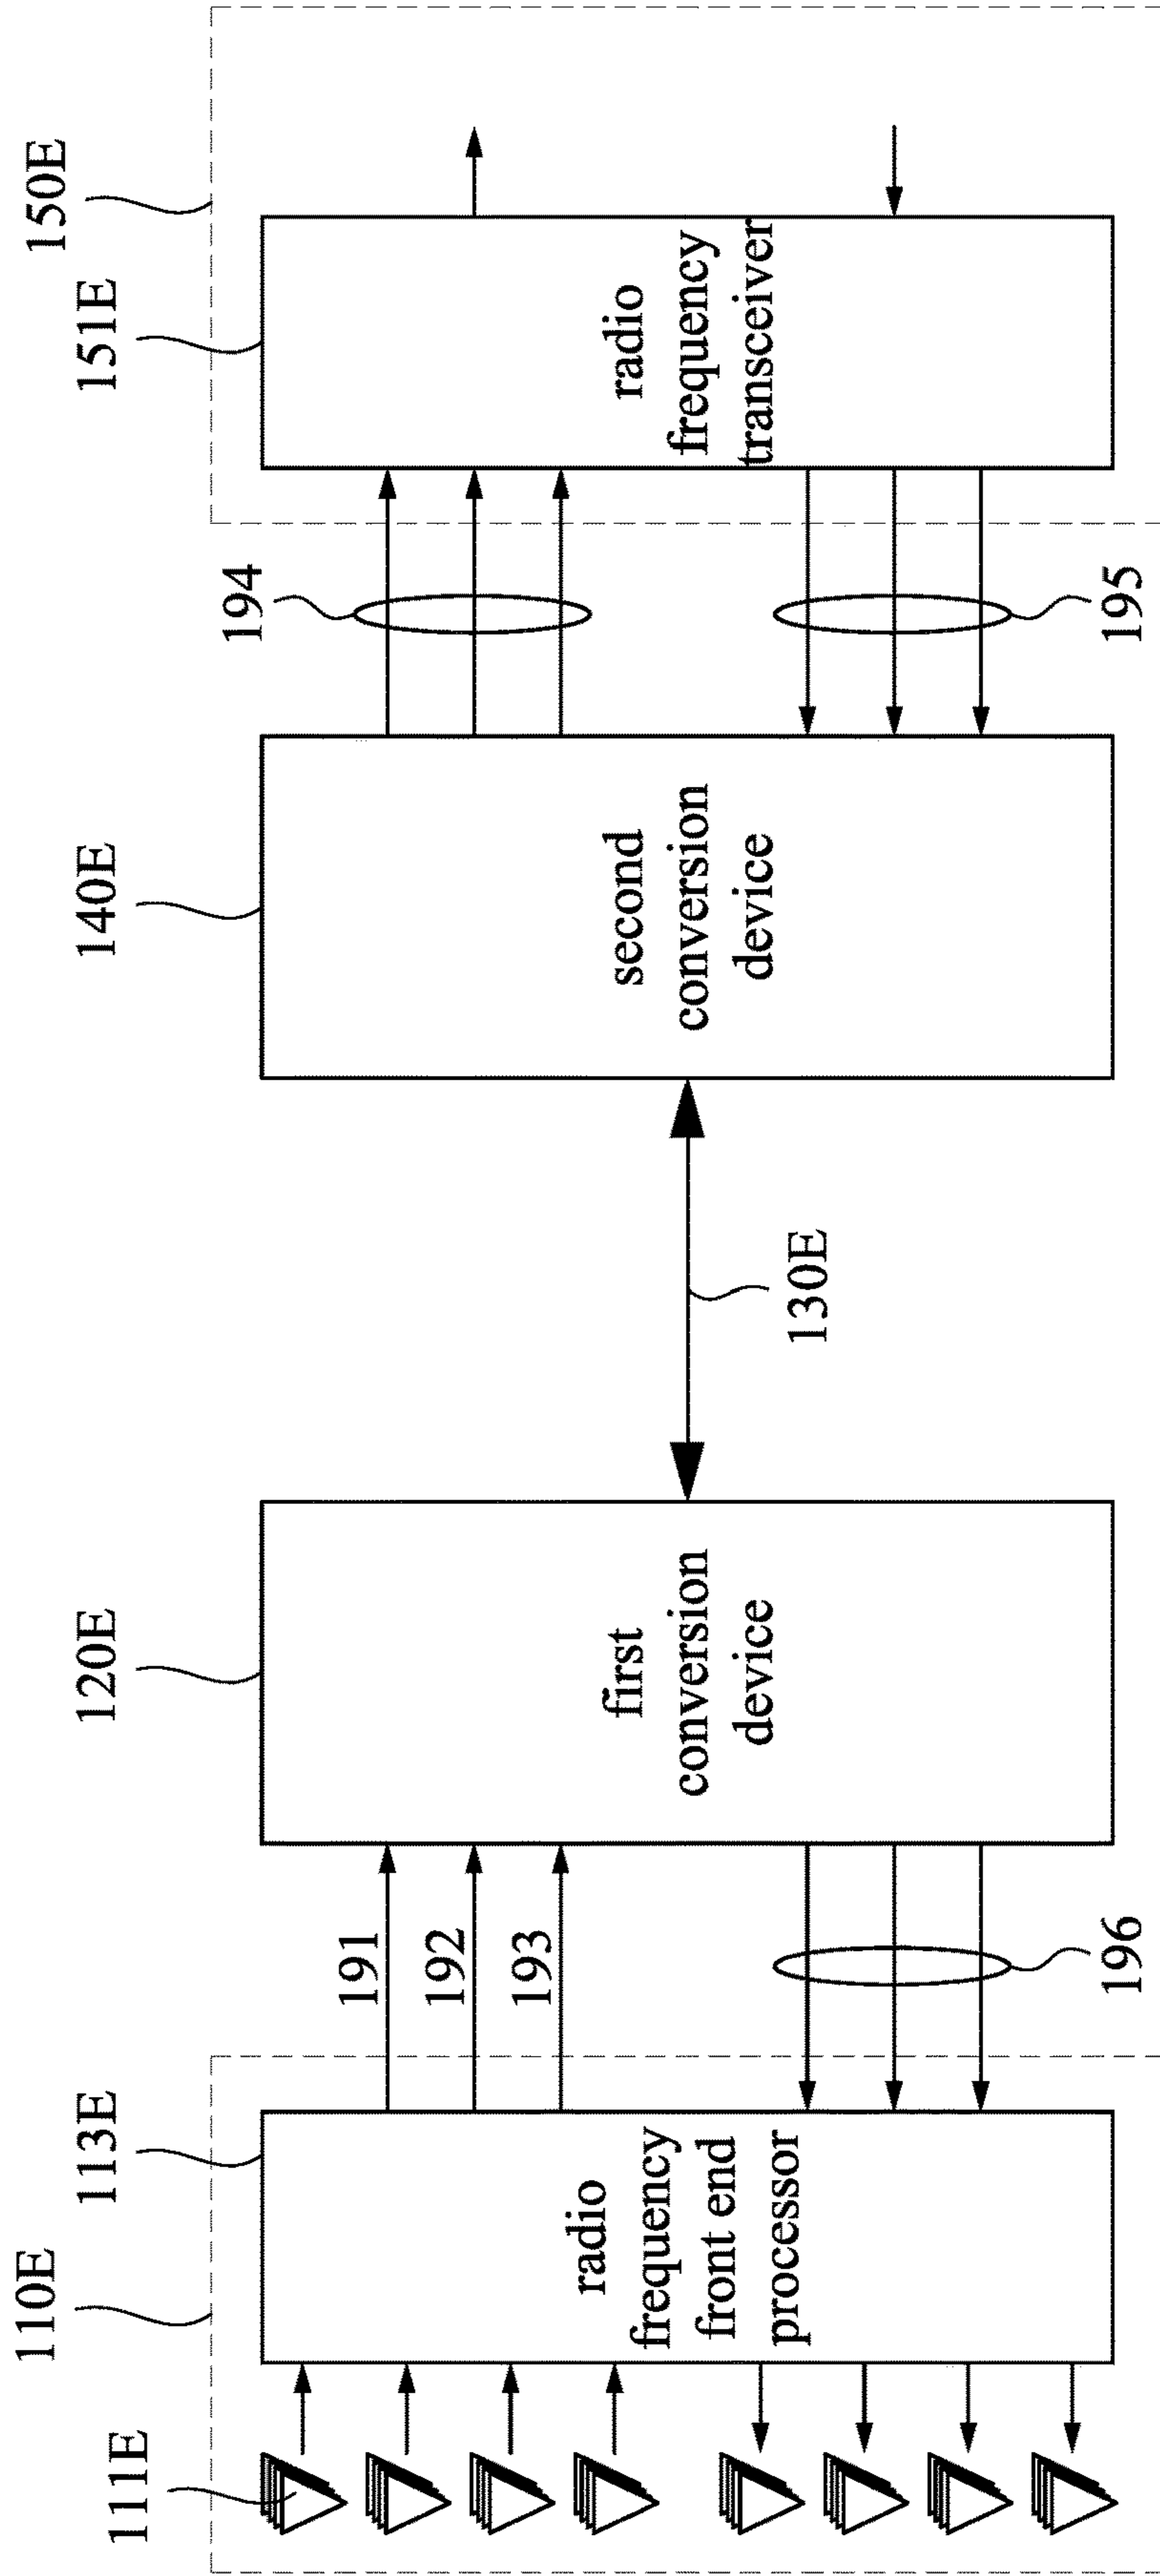 110E
111E
113E
radio
frequency
front end
processor
191
192
193
196
120E
first
conversion
device
130E
140E
second
conversion
device
194
195
150E
151E
radio
frequency
transceiver